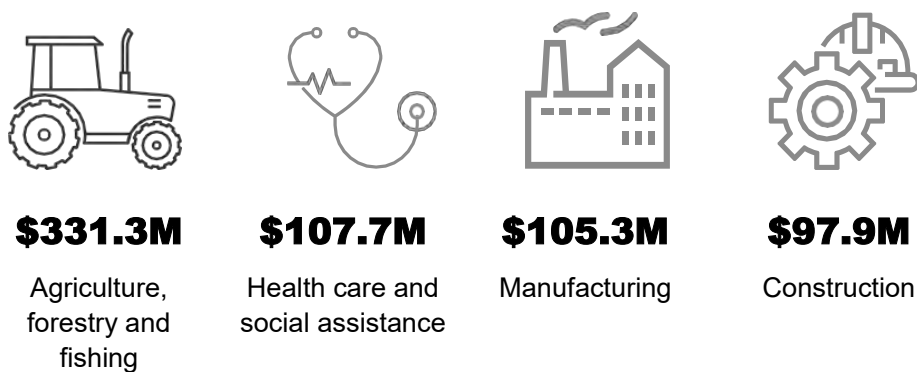 $331.3M
Agriculture,
forestry and
fishing
$107.7M
Health care and
social assistance
$105.3M
Manufacturing
$97.9M
Construction